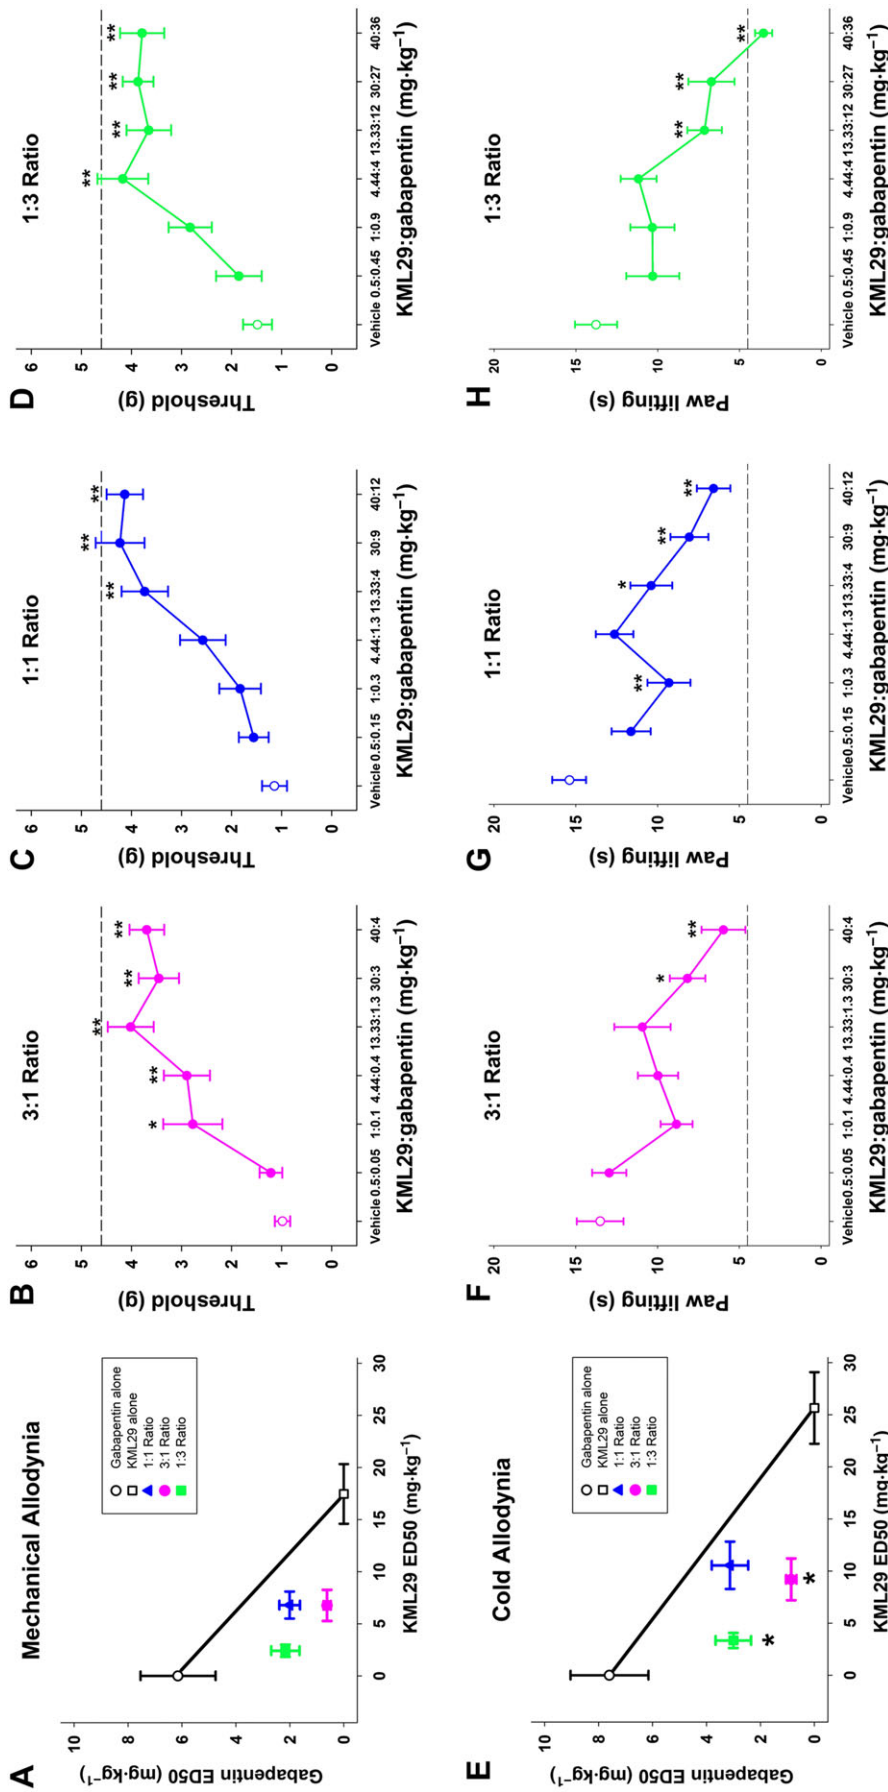 A
Mechanical Allodynia
Gabapentin ED50 (mg·kg⁻¹)
10
8
6
4
2
0
Gabapentin alone
KML29 alone
1:1 Ratio
3:1 Ratio
1:3 Ratio
0 5 10 15 20 25 30
KML29 ED50 (mg·kg⁻¹)
B
3:1 Ratio
Threshold (g)
6
5
4
3
2
1
0
* ** ** ** **
Vehicle 0.5:0.05 1:0.1 4.44:0.4 13.33:1.3 30:3 40:4
KML29:gabapentin (mg·kg⁻¹)
C
1:1 Ratio
Threshold (g)
6
5
4
3
2
1
0
** ** **
Vehicle 0.5:0.15 1:0.3 4.44:1.3 13.33:4 30:9 40:12
KML29:gabapentin (mg·kg⁻¹)
D
1:3 Ratio
Threshold (g)
6
5
4
3
2
1
0
** ** ** **
Vehicle 0.5:0.45 1:0.9 4.44:4 13.33:12 30:27 40:36
KML29:gabapentin (mg·kg⁻¹)
E
Cold Allodynia
Gabapentin ED50 (mg·kg⁻¹)
10
8
6
4
2
0
Gabapentin alone
KML29 alone
1:1 Ratio
3:1 Ratio
1:3 Ratio
* *
0 5 10 15 20 25 30
KML29 ED50 (mg·kg⁻¹)
F
3:1 Ratio
Paw lifting (s)
20
15
10
5
0
* **
Vehicle 0.5:0.05 1:0.1 4.44:0.4 13.33:1.3 30:3 40:4
KML29:gabapentin (mg·kg⁻¹)
G
1:1 Ratio
Paw lifting (s)
20
15
10
5
0
** * ** **
Vehicle 0.5:0.15 1:0.3 4.44:1.3 13.33:4 30:9 40:12
KML29:gabapentin (mg·kg⁻¹)
H
1:3 Ratio
Paw lifting (s)
20
15
10
5
0
** ** **
Vehicle 0.5:0.45 1:0.9 4.44:4 13.33:12 30:27 40:36
KML29:gabapentin (mg·kg⁻¹)